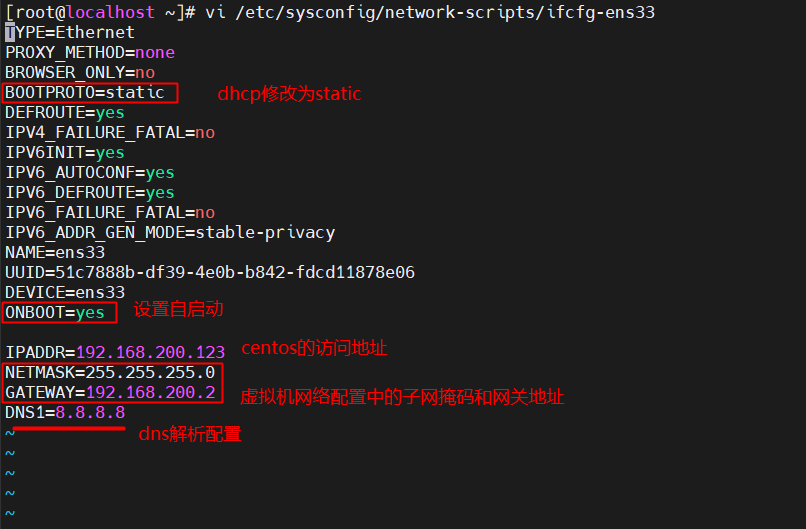 [root@localhost ~]# vi /etc/sysconfig/network-scripts/ifcfg-ens33
TYPE=Ethernet
PROXY_METHOD=none
BROWSER_ONLY=no
BOOTPROTO=static dhcp修改为static
DEFROUTE=yes
IPV4_FAILURE_FATAL=no
IPV6INIT=yes
IPV6_AUTOCONF=yes
IPV6_DEFROUTE=yes
IPV6_FAILURE_FATAL=no
IPV6_ADDR_GEN_MODE=stable-privacy
NAME=ens33
UUID=51c7888b-df39-4e0b-b842-fdcd11878e06
DEVICE=ens33
ONBOOT=yes 设置自启动
IPADDR=192.168.200.123 centos的访问地址
NETMASK=255.255.255.0
GATEWAY=192.168.200.2 虚拟机网络配置中的子网掩码和网关地址
DNS1=8.8.8.8
~ dns解析配置
~
~
~
~